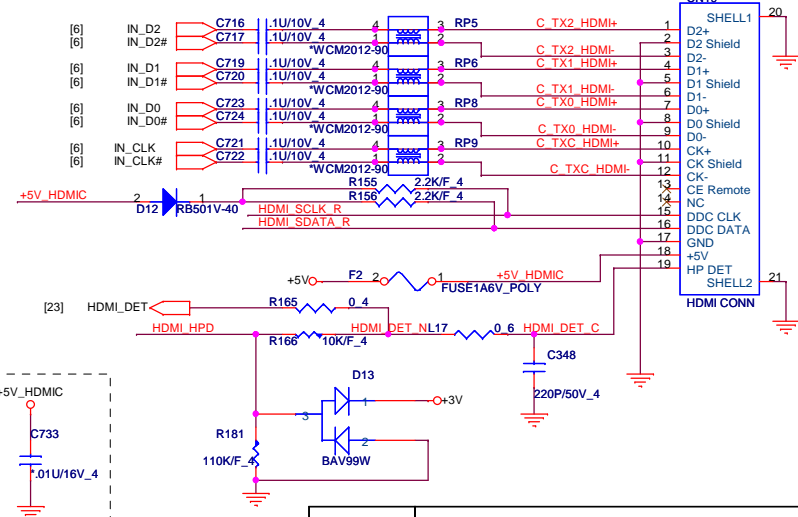 CN10
SHELL1 20
[6] IN_D2 C716 .1U/10V_4 4 3 RP5 C_TX2_HDMI+ 1 D2+
[6] IN_D2# C717 .1U/10V_4 1 2 2 D2 Shield
*WCM2012-90 C_TX2_HDMI- 3 D2-
[6] IN_D1 C719 .1U/10V_4 4 3 RP6 C_TX1_HDMI+ 4 D1+
[6] IN_D1# C720 .1U/10V_4 1 2 5 D1 Shield
*WCM2012-90 C_TX1_HDMI- 6 D1-
[6] IN_D0 C723 .1U/10V_4 4 3 RP8 C_TX0_HDMI+ 7 D0+
[6] IN_D0# C724 .1U/10V_4 1 2 8 D0 Shield
*WCM2012-90 C_TX0_HDMI- 9 D0-
[6] IN_CLK C721 .1U/10V_4 4 3 RP9 C_TXC_HDMI+ 10 CK+
[6] IN_CLK# C722 .1U/10V_4 1 2 11 CK Shield
*WCM2012-90 C_TXC_HDMI- 12 CK-
R155 2.2K/F_4 13 CE Remote
+5V_HDMIC 2 1 R156 2.2K/F_4 14 NC
D12 RB501V-40 HDMI_SCLK_R 15 DDC CLK
HDMI_SDATA_R 16 DDC DATA
17 GND
18 +5V
+5V F2 2 1 +5V_HDMIC 19 HP DET
FUSE1A6V_POLY SHELL2 21
HDMI CONN
[23] HDMI_DET R165 0_4
HDMI_HPD R166 10K/F_4 HDMI_DET_N L17 0_6 HDMI_DET_C
C348
220P/50V_4
D13
1 +3V
3
2
BAV99W
R181
110K/F_4
+5V_HDMIC
C733
*.01U/16V_4